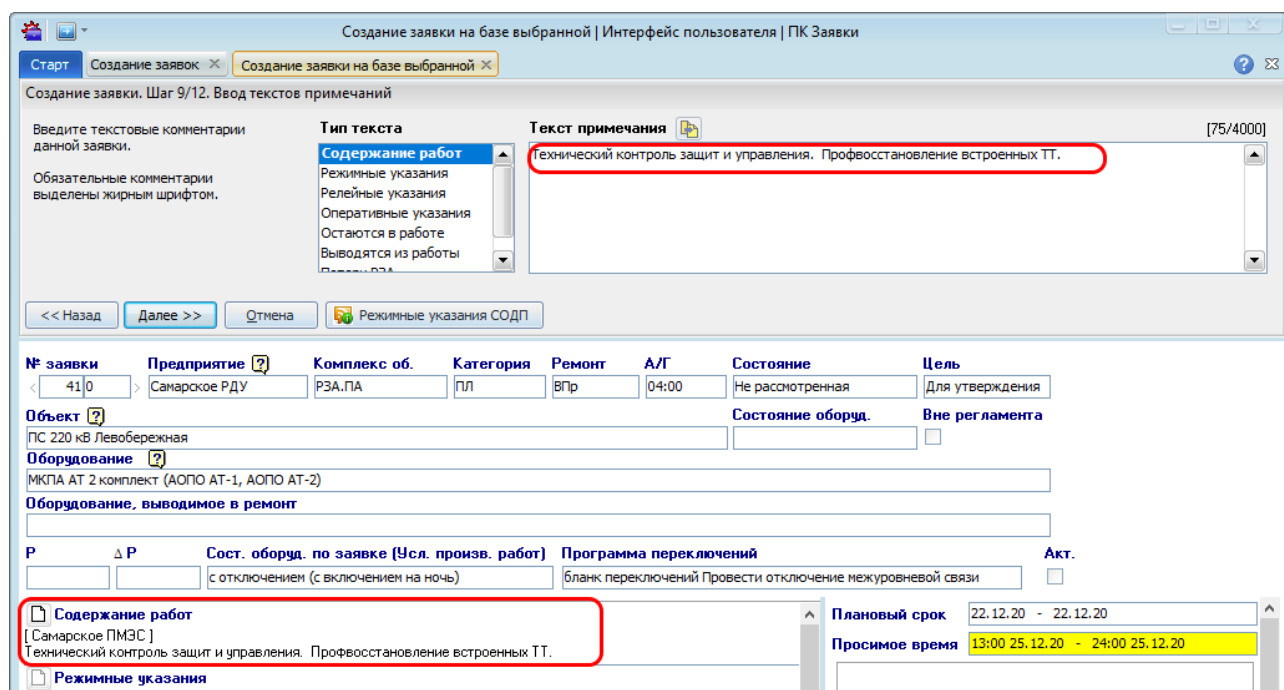 Создание заявки на базе выбранной | Интерфейс пользователя | ПК Заявки
Старт Создание заявок Создание заявки на базе выбранной
Создание заявки. Шаг 9/12. Ввод текстов примечаний
Введите текстовые комментарии
данной заявки.
Обязательные комментарии
выделены жирным шрифтом.
Тип текста
Содержание работ
Режимные указания
Релейные указания
Оперативные указания
Остаются в работе
Выводятся из работы
Текст примечания [75/4000]
Технический контроль защит и управления. Профвосстановление встроенных ТТ.
<< Назад Далее >> Отмена Режимные указания СОДП
№ заявки Предприятие [?] Комплекс об. Категория Ремонт А/Г Состояние Цель
< 41|0 > Самарское РДУ РЗА.ПА ПЛ ВПр 04:00 Не рассмотренная Для утверждения
Объект [?] Состояние оборуд. Вне регламента
ПС 220 кВ Левобережная
Оборудование [?]
МКПА АТ 2 комплект (АОПО АТ-1, АОПО АТ-2)
Оборудование, выводимое в ремонт
Р Δ Р Сост. оборуд. по заявке (Усл. произв. работ) Программа переключений Акт.
с отключением (с включением на ночь) бланк переключений Провести отключение межуровневой связи
Содержание работ
[ Самарское ПМЭС ]
Технический контроль защит и управления. Профвосстановление встроенных ТТ.
Режимные указания
Плановый срок 22.12.20 - 22.12.20
Просимое время 13:00 25.12.20 - 24:00 25.12.20